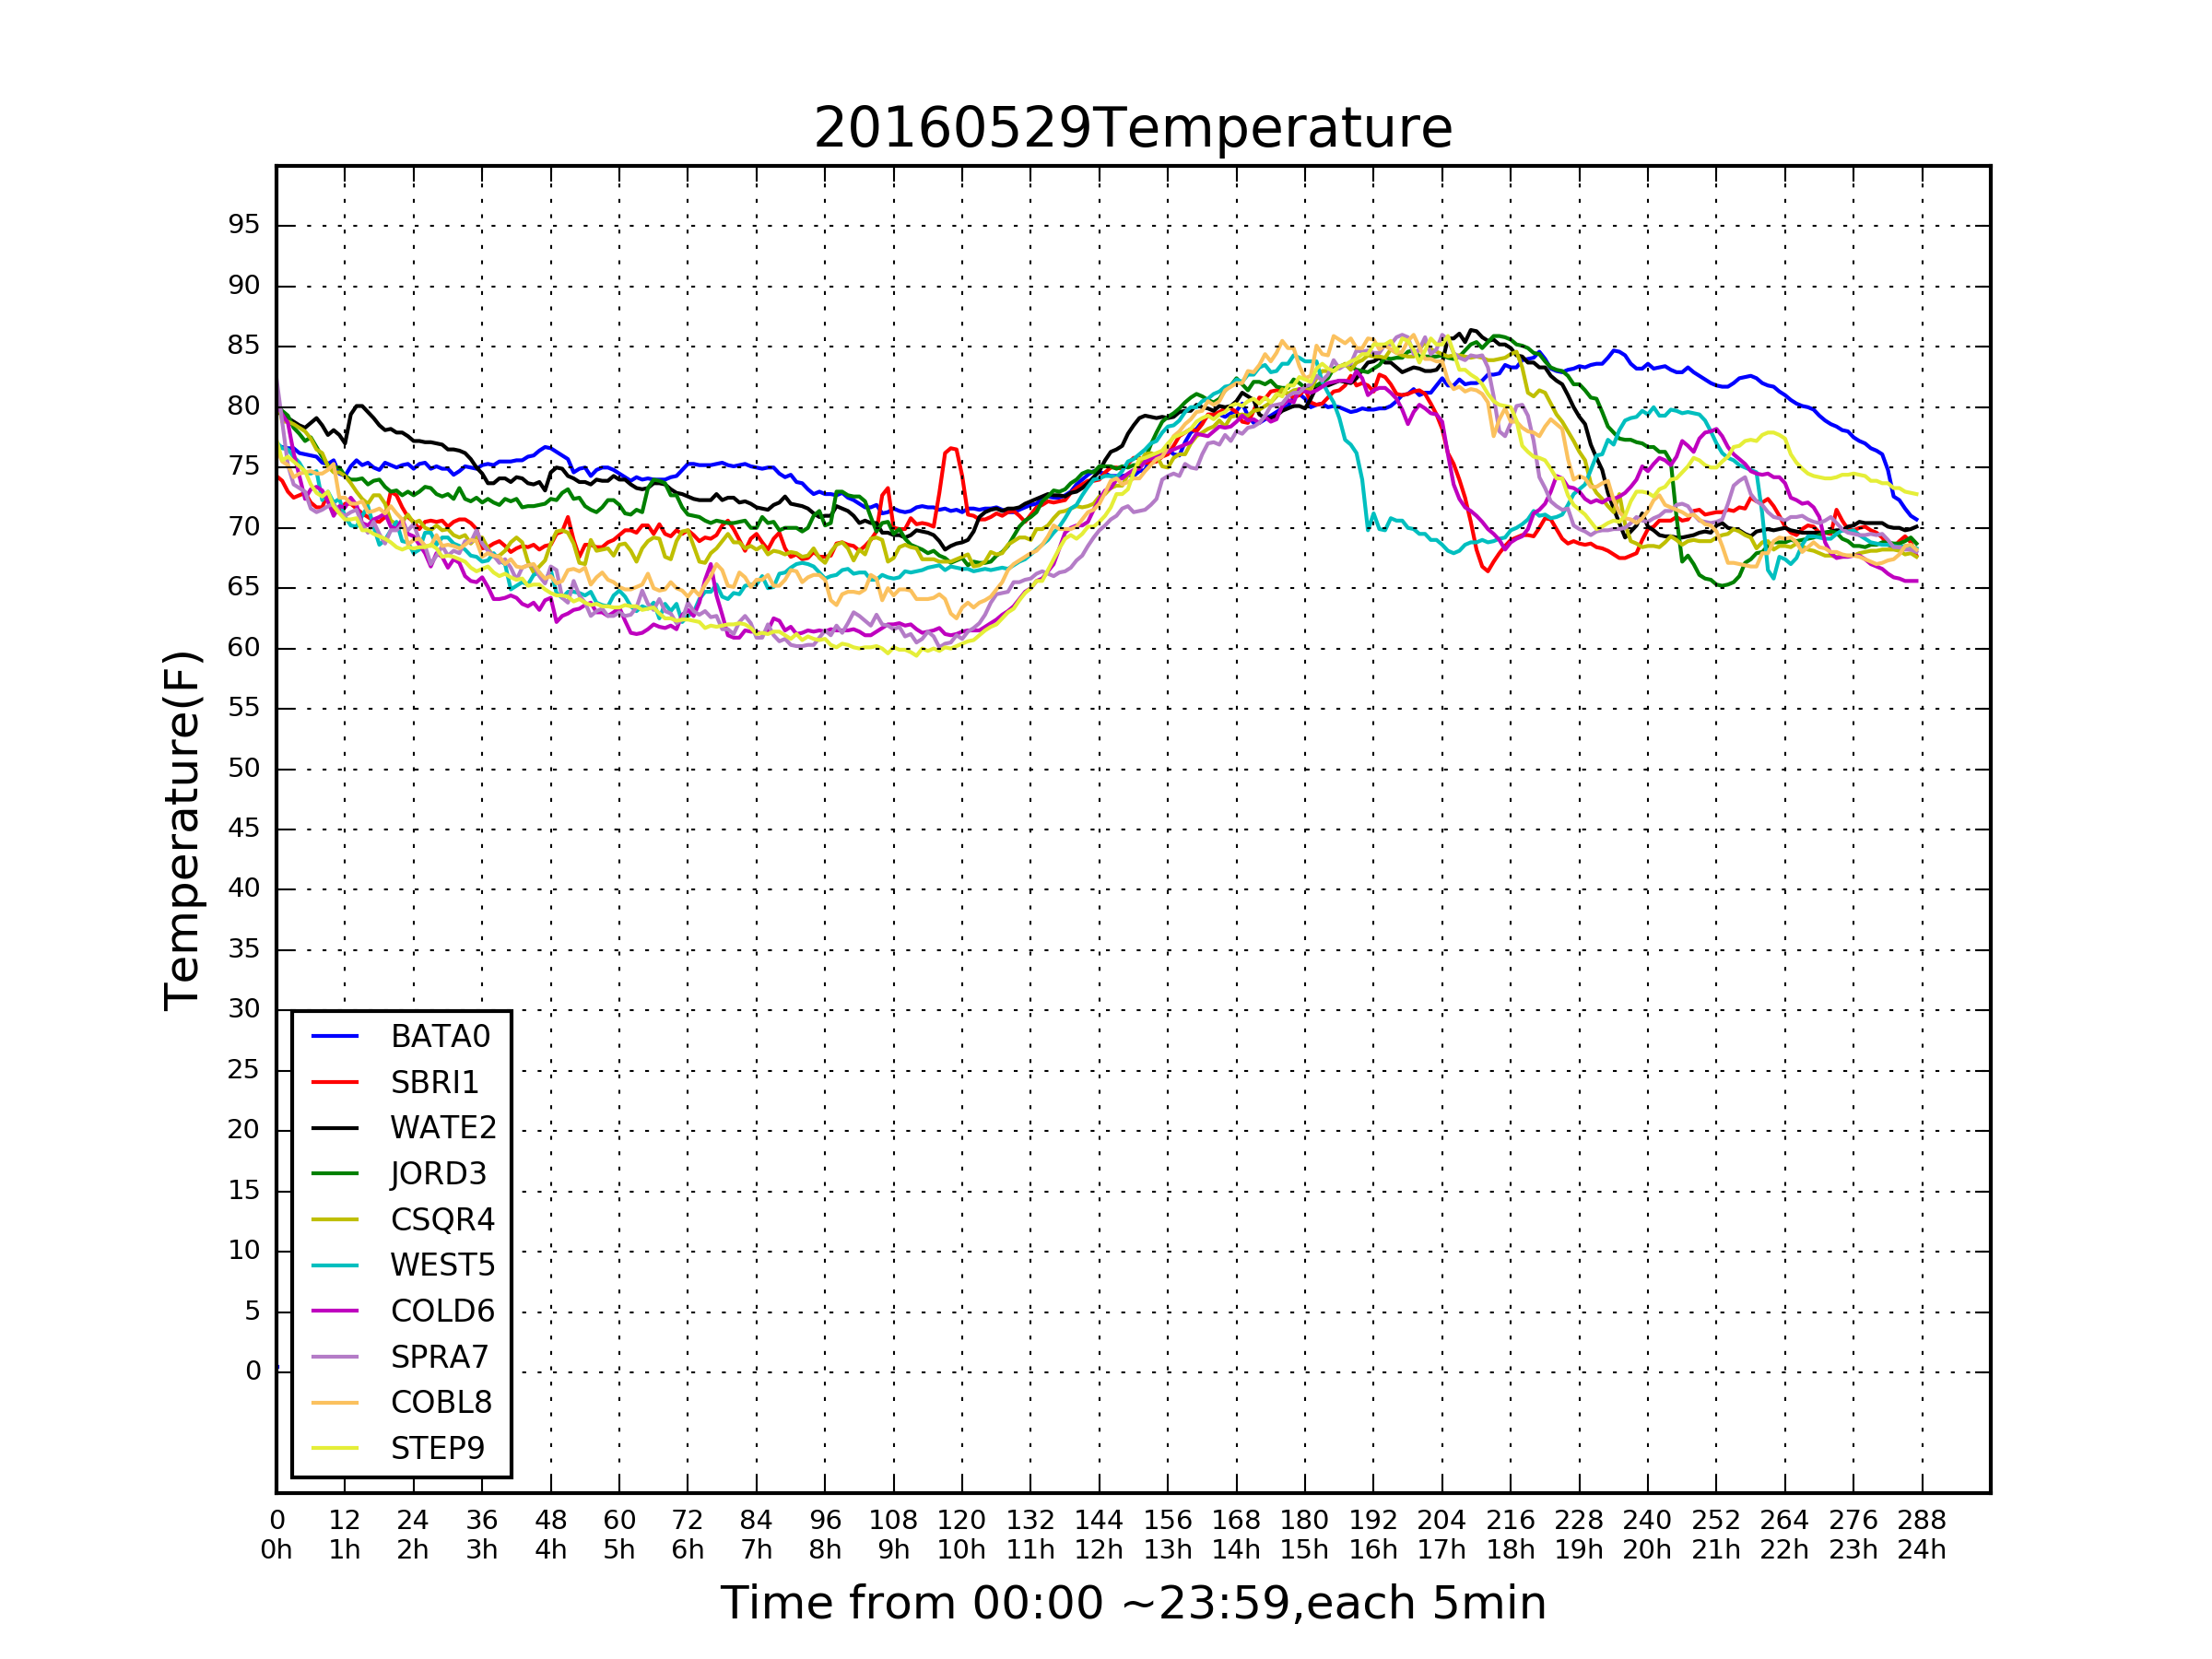 20160529Temperature
95
90
85
80
75
70
65
60
55
50
45
40
35
30
25
20
15
10
5
0
Temperature(F)
BATA0
SBRI1
WATE2
JORD3
CSQR4
WEST5
COLD6
SPRA7
COBL8
STEP9
0 12 24 36 48 60 72 84 96 108 120 132 144 156 168 180 192 204 216 228 240 252 264 276 288
0h 1h 2h 3h 4h 5h 6h 7h 8h 9h 10h 11h 12h 13h 14h 15h 16h 17h 18h 19h 20h 21h 22h 23h 24h
Time from 00:00 ~23:59,each 5min